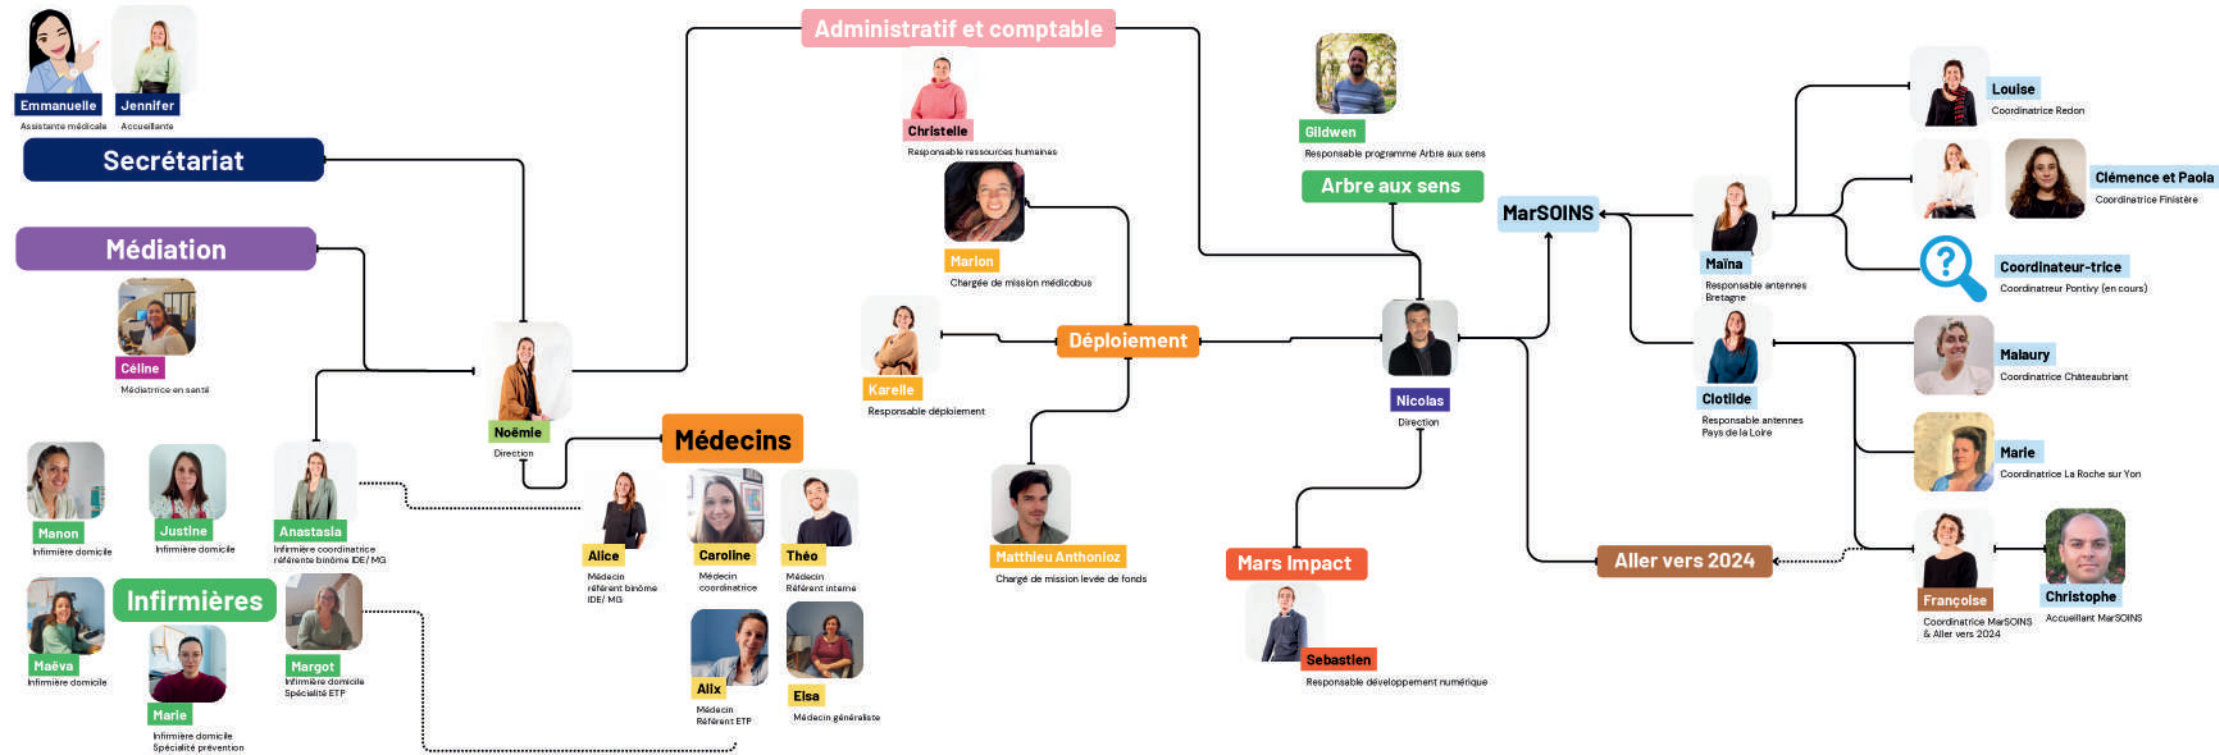 Emmanuelle
Assistante médicale
Jennifer
Accueillante
Secrétariat
Médiation
Céline
Médiatrrice en santé
Noëmie
Direction
Administratif et comptable
Christelle
Responsable ressources humaines
Marion
Chargée de mission médicobus
Karelle
Responsable déploiement
Déploiement
Matthieu Anthonioz
Chargé de mission levée de fonds
Médecins
Alice
Médecin
référent binôme
IDE/ MG
Caroline
Médecin
coordinatrice
Théo
Médecin
Référent interne
Alix
Médecin
Référent ETP
Elsa
Médecin généraliste
Manon
Infirmière domicile
Justine
Infirmière domicile
Anastasia
Infirmière coordinatrice
référente binôme IDE/ MG
Infirmières
Maëva
Infirmière domicile
Marie
Infirmière domicile
Spécialité prévention
Margot
Infirmière domicile
Spécialité ETP
Gildwen
Responsable programme Arbre aux sens
Arbre aux sens
Nicolas
Direction
Mars Impact
Sebastien
Responsable développement numérique
MarSOINS
Aller vers 2024
Maïna
Responsable antennes
Bretagne
Clotilde
Responsable antennes
Pays de la Loire
Louise
Coordinatrice Redon
Clémence et Paola
Coordinatrice Finistère
?
Coordinateur-trice
Coordinatreur Pontivy (en cours)
Malaury
Coordinatrice Châteaubriant
Marie
Coordinatrice La Roche sur Yon
Françoise
Coordinatrice MarSOINS
& Aller vers 2024
Christophe
Accueillant MarSOINS